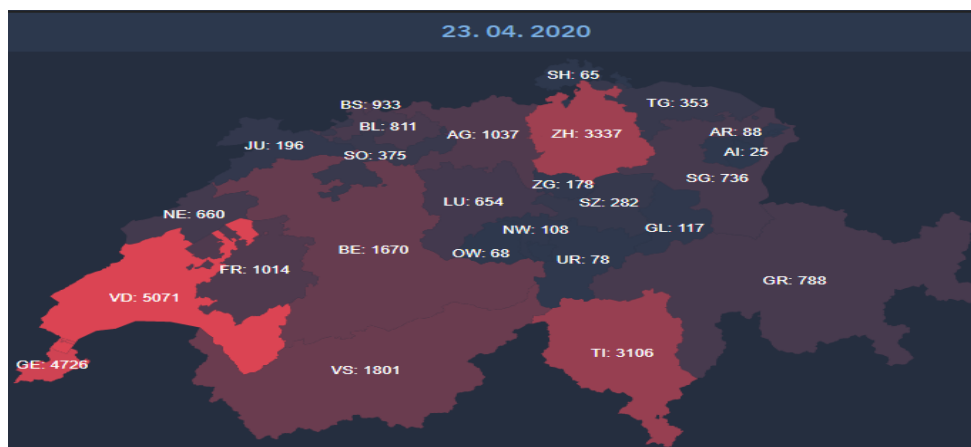 23. 04. 2020
SH: 65
BS: 933
TG: 353
BL: 811
AG: 1037
ZH: 3337
AR: 88
JU: 196
SO: 375
AI: 25
ZG: 178
SG: 736
LU: 654
SZ: 282
NE: 660
NW: 108
GL: 117
BE: 1670
OW: 68
UR: 78
FR: 1014
GR: 788
VD: 5071
TI: 3106
GE: 4726
VS: 1801